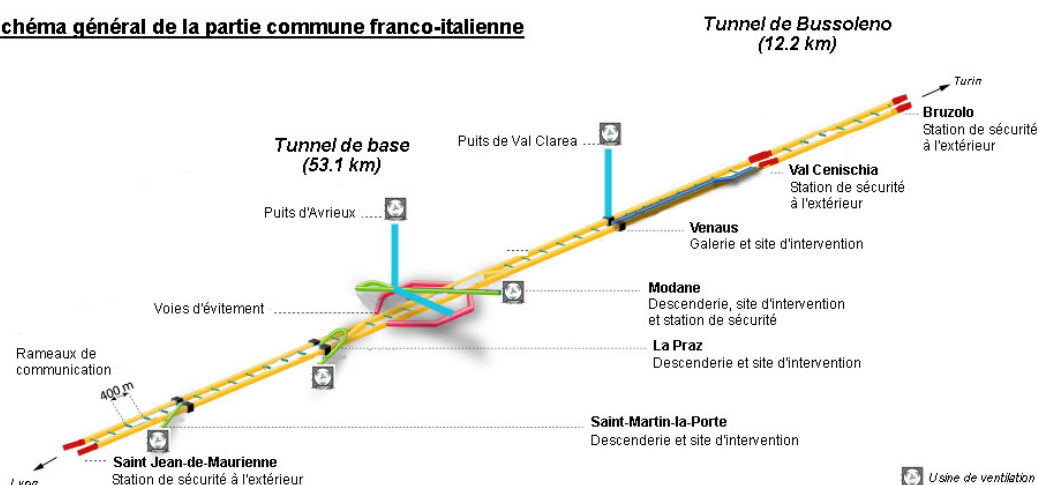 chéma général de la partie commune franco-italienne
Tunnel de Bussoleno
(12.2 km)
Turin
Bruzolo
Station de sécurité
à l'extérieur
Puits de Val Clarea
Tunnel de base
(53.1 km)
Val Cenischia
Station de sécurité
à l'extérieur
Puits d'Avrieux
Venaus
Galerie et site d'intervention
Modane
Descenderie, site d'intervention
et station de sécurité
Voies d'évitement
La Praz
Descenderie et site d'intervention
Rameaux de
communication
400 m
Saint-Martin-la-Porte
Descenderie et site d'intervention
Saint Jean-de-Maurienne
Station de sécurité à l'extérieur
Lyon
Usine de ventilation